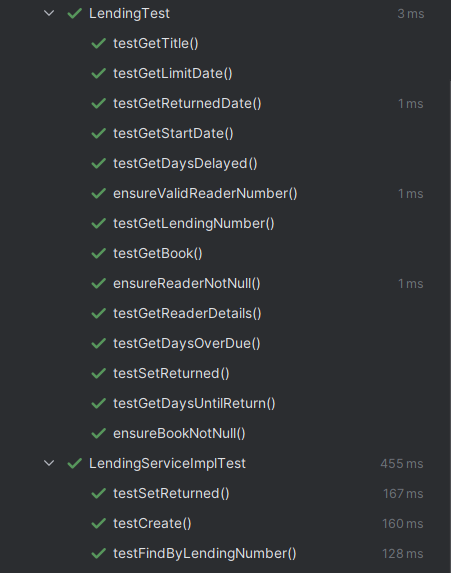 LendingTest 3 ms
testGetTitle()
testGetLimitDate()
testGetReturnedDate() 1 ms
testGetStartDate()
testGetDaysDelayed()
ensureValidReaderNumber() 1 ms
testGetLendingNumber()
testGetBook()
ensureReaderNotNull() 1 ms
testGetReaderDetails()
testGetDaysOverDue()
testSetReturned()
testGetDaysUntilReturn()
ensureBookNotNull()
LendingServiceImplTest 455 ms
testSetReturned() 167 ms
testCreate() 160 ms
testFindByLendingNumber() 128 ms